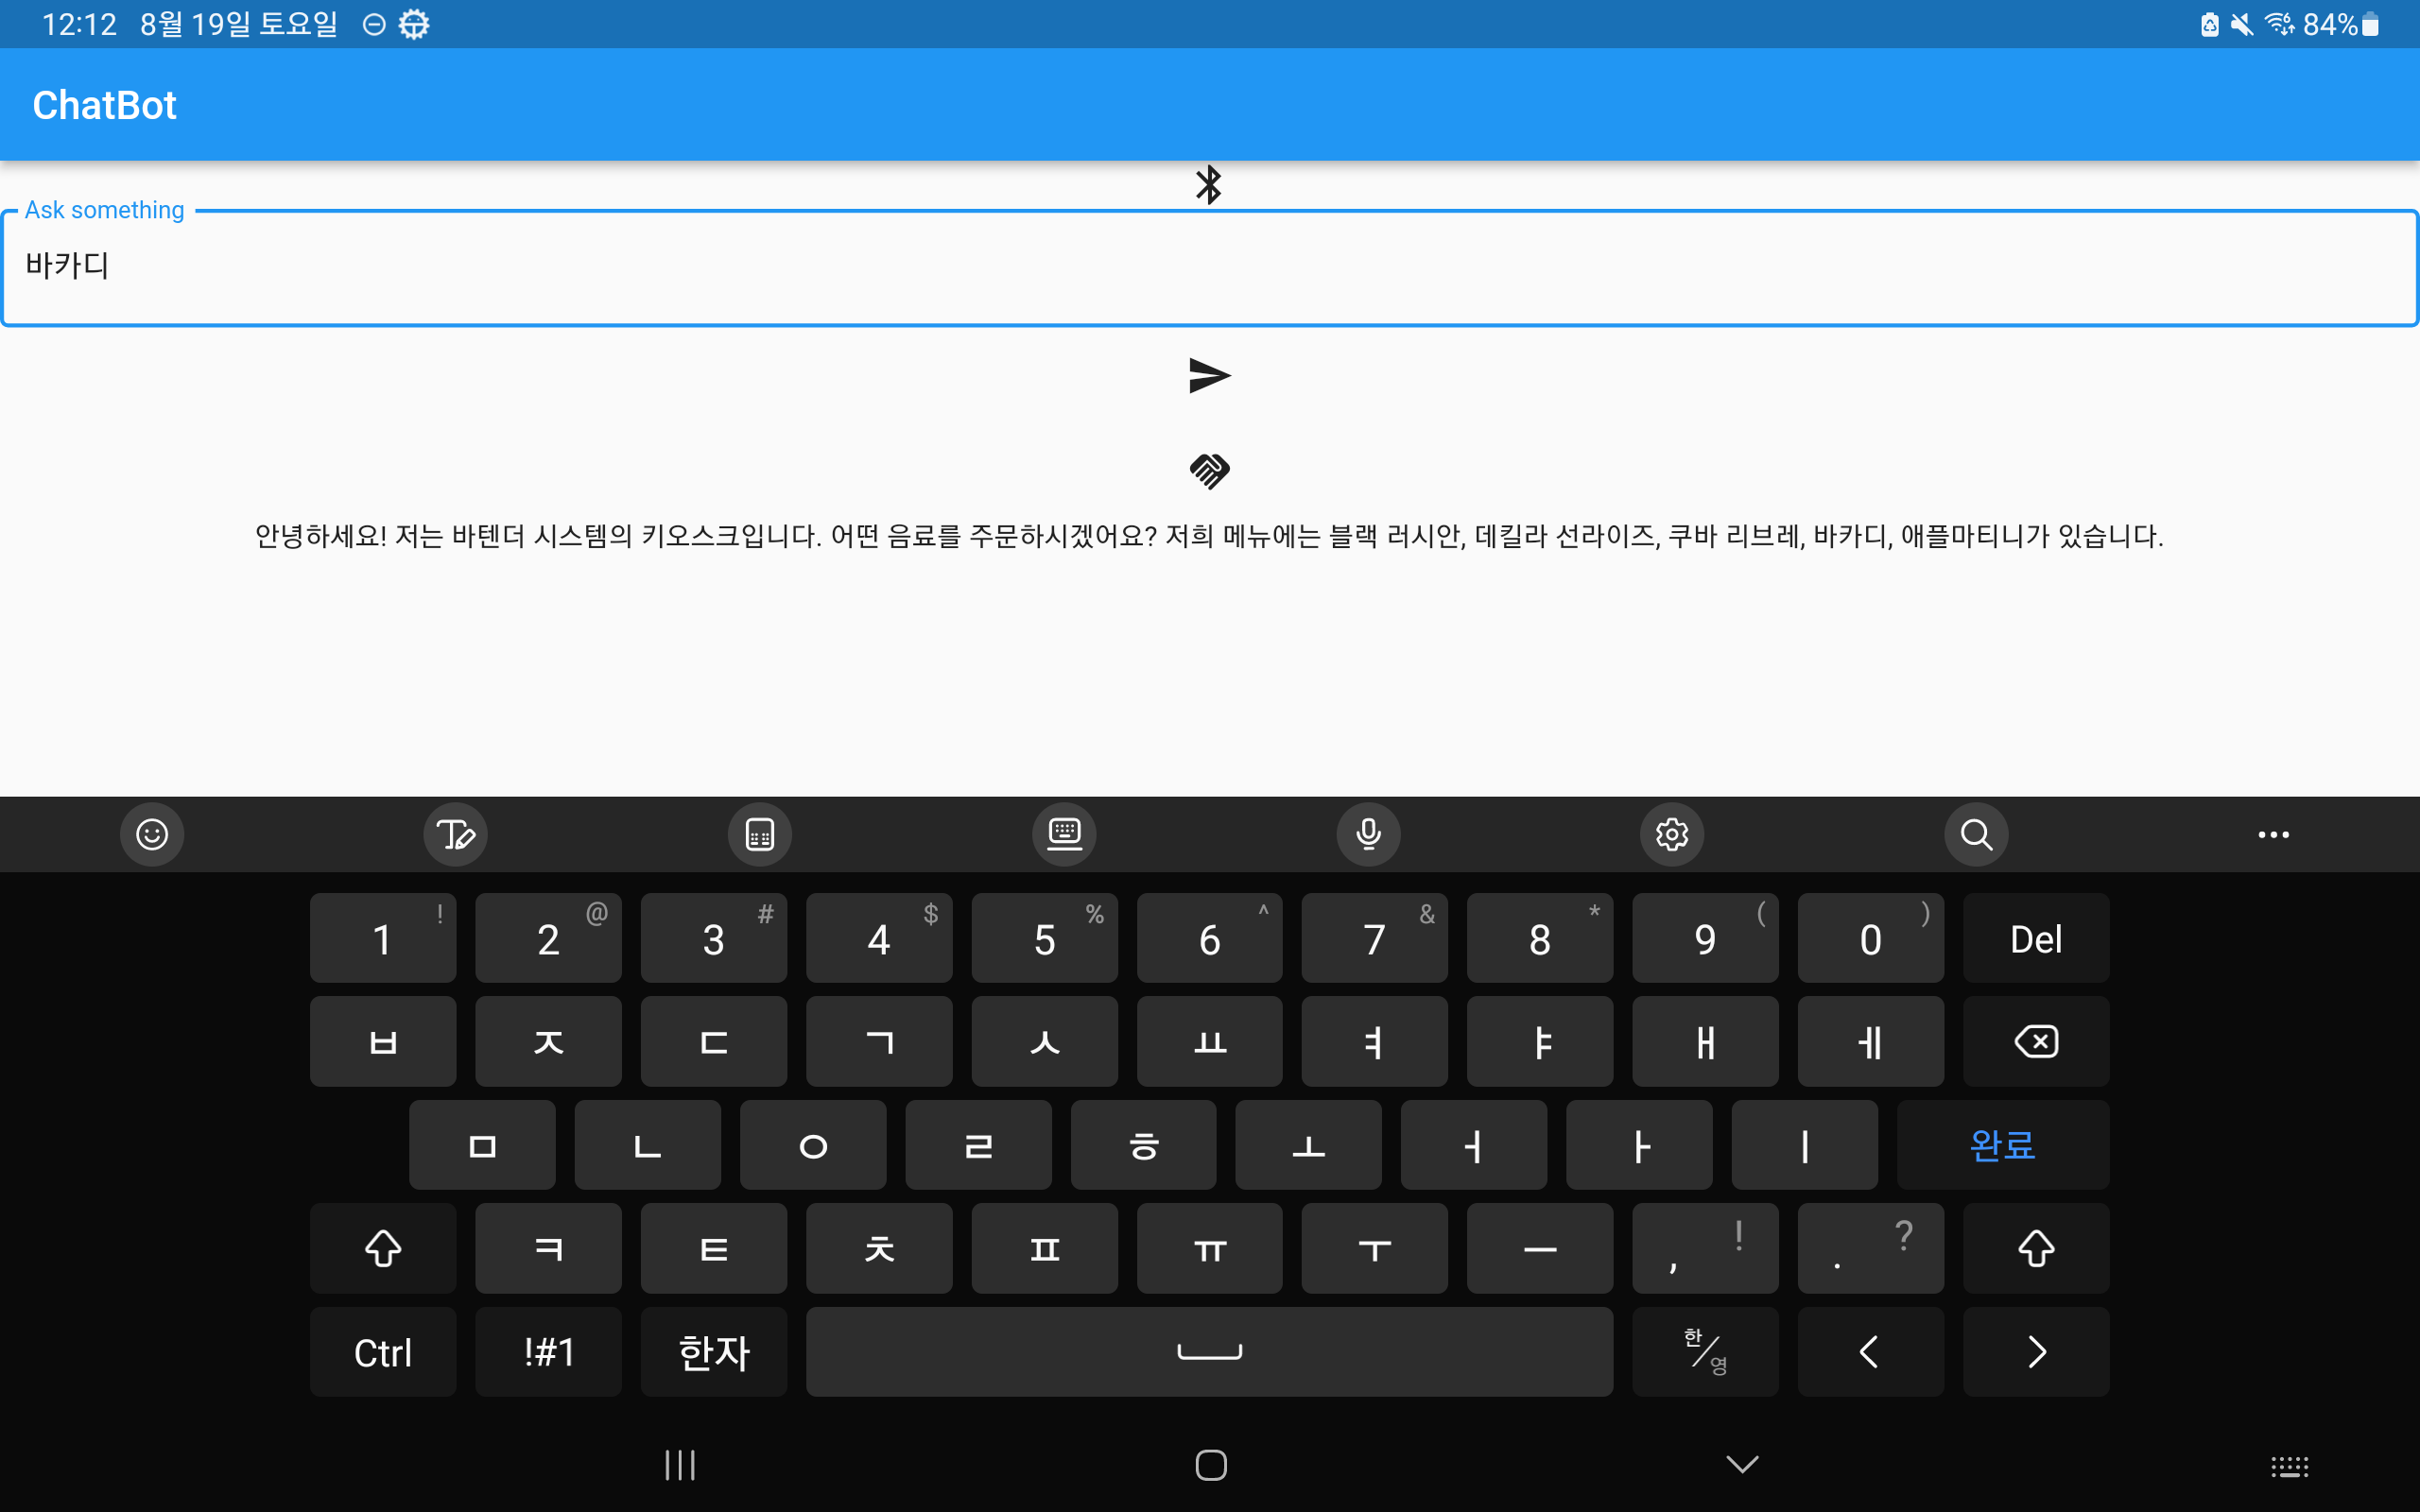 12:12 8월 19일 토요일 84%
ChatBot
Ask something
바카디
안녕하세요! 저는 바텐더 시스템의 키오스크입니다. 어떤 음료를 주문하시겠어요? 저희 메뉴에는 블랙 러시안, 데킬라 선라이즈, 쿠바 리브레, 바카디, 애플마티니가 있습니다.
1 ! 2 @ 3 # 4 $ 5 % 6 ^ 7 & 8 * 9 ( 0 ) Del
ㅂ ㅈ ㄷ ㄱ ㅅ ㅛ ㅕ ㅑ ㅐ ㅔ
ㅁ ㄴ ㅇ ㄹ ㅎ ㅗ ㅓ ㅏ ㅣ 완료
ㅋ ㅌ ㅊ ㅍ ㅠ ㅜ ㅡ , ! . ?
Ctrl !#1 한자 한/영